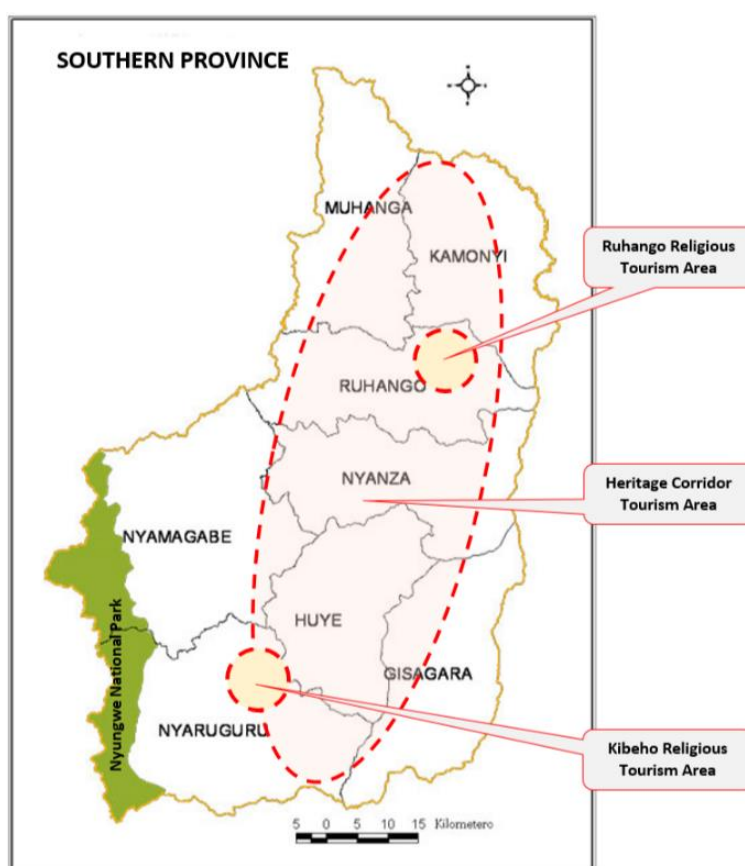 SOUTHERN PROVINCE
MUHANGA
KAMONYI
Ruhango Religious
Tourism Area
RUHANGO
NYANZA
Heritage Corridor
Tourism Area
NYAMAGABE
Nyungwe National Park
HUYE
GISAGARA
NYARUGURU
Kibeho Religious
Tourism Area
5 0 5 10 15 Kilometero